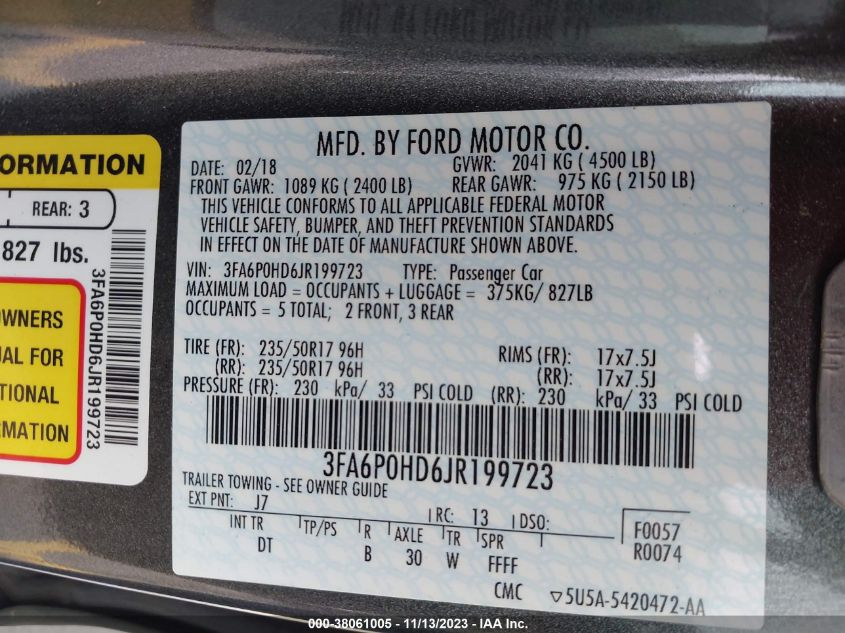 MFD. BY FORD MOTOR CO.
DATE: 02/18 GVWR: 2041 KG ( 4500 LB)
FRONT GAWR: 1089 KG ( 2400 LB) REAR GAWR: 975 KG ( 2150 LB)
THIS VEHICLE CONFORMS TO ALL APPLICABLE FEDERAL MOTOR
VEHICLE SAFETY, BUMPER, AND THEFT PREVENTION STANDARDS
IN EFFECT ON THE DATE OF MANUFACTURE SHOWN ABOVE.
VIN: 3FA6P0HD6JR199723 TYPE: Passenger Car
MAXIMUM LOAD = OCCUPANTS + LUGGAGE = 375KG/ 827LB
OCCUPANTS = 5 TOTAL; 2 FRONT, 3 REAR
TIRE (FR): 235/50R17 96H RIMS (FR): 17x7.5J
(RR): 235/50R17 96H (RR): 17x7.5J
PRESSURE (FR): 230 kPa/ 33 PSI COLD (RR): 230 kPa/ 33 PSI COLD
3FA6P0HD6JR199723
TRAILER TOWING - SEE OWNER GUIDE
EXT PNT: J7 RC: 13 DSO:
INT TR TP/PS R AXLE TR SPR
DT B 30 W FFFF
F0057
R0074
CMC ▽5U5A-5420472-AA
ORMATION
REAR: 3
827 lbs.
WNERS
UAL FOR
TIONAL
RMATION
3FA6P0HD6JR199723
000-38061005 - 11/13/2023 - IAA Inc.